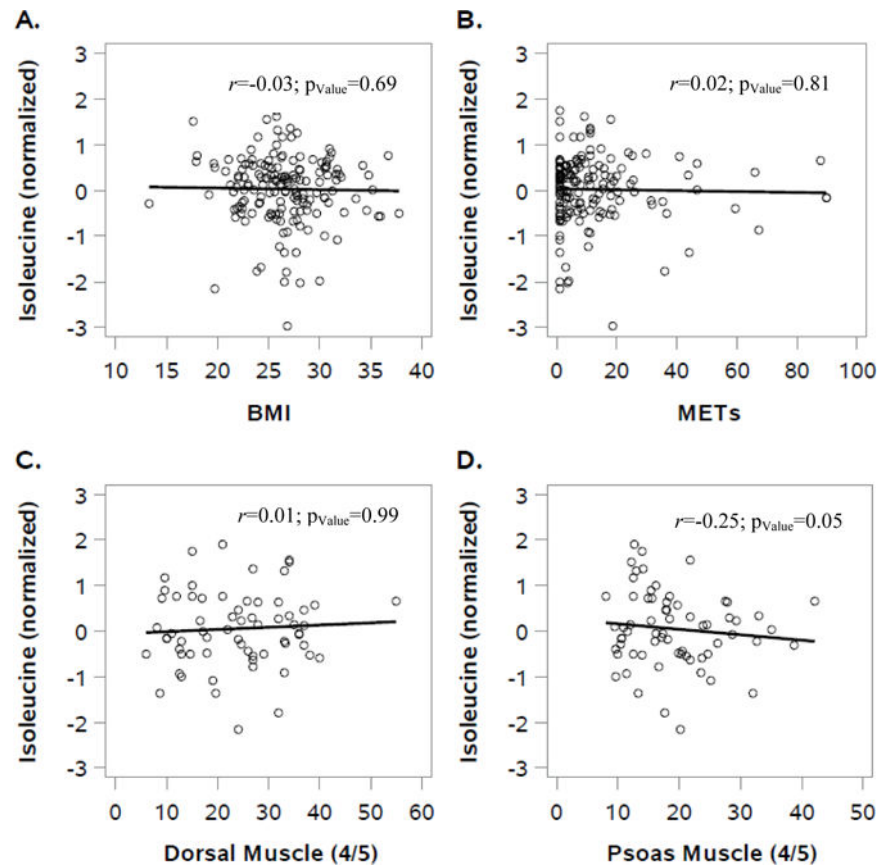 A.
B.
r=-0.03; pValue=0.69
r=0.02; pValue=0.81
Isoleucine (normalized)
3
2
1
0
-1
-2
-3
10 15 20 25 30 35 40
BMI
Isoleucine (normalized)
3
2
1
0
-1
-2
-3
0 20 40 60 80 100
METs
C.
D.
r=0.01; pValue=0.99
r=-0.25; pValue=0.05
Isoleucine (normalized)
3
2
1
0
-1
-2
-3
0 10 20 30 40 50 60
Dorsal Muscle (4/5)
Isoleucine (normalized)
3
2
1
0
-1
-2
-3
0 10 20 30 40 50
Psoas Muscle (4/5)